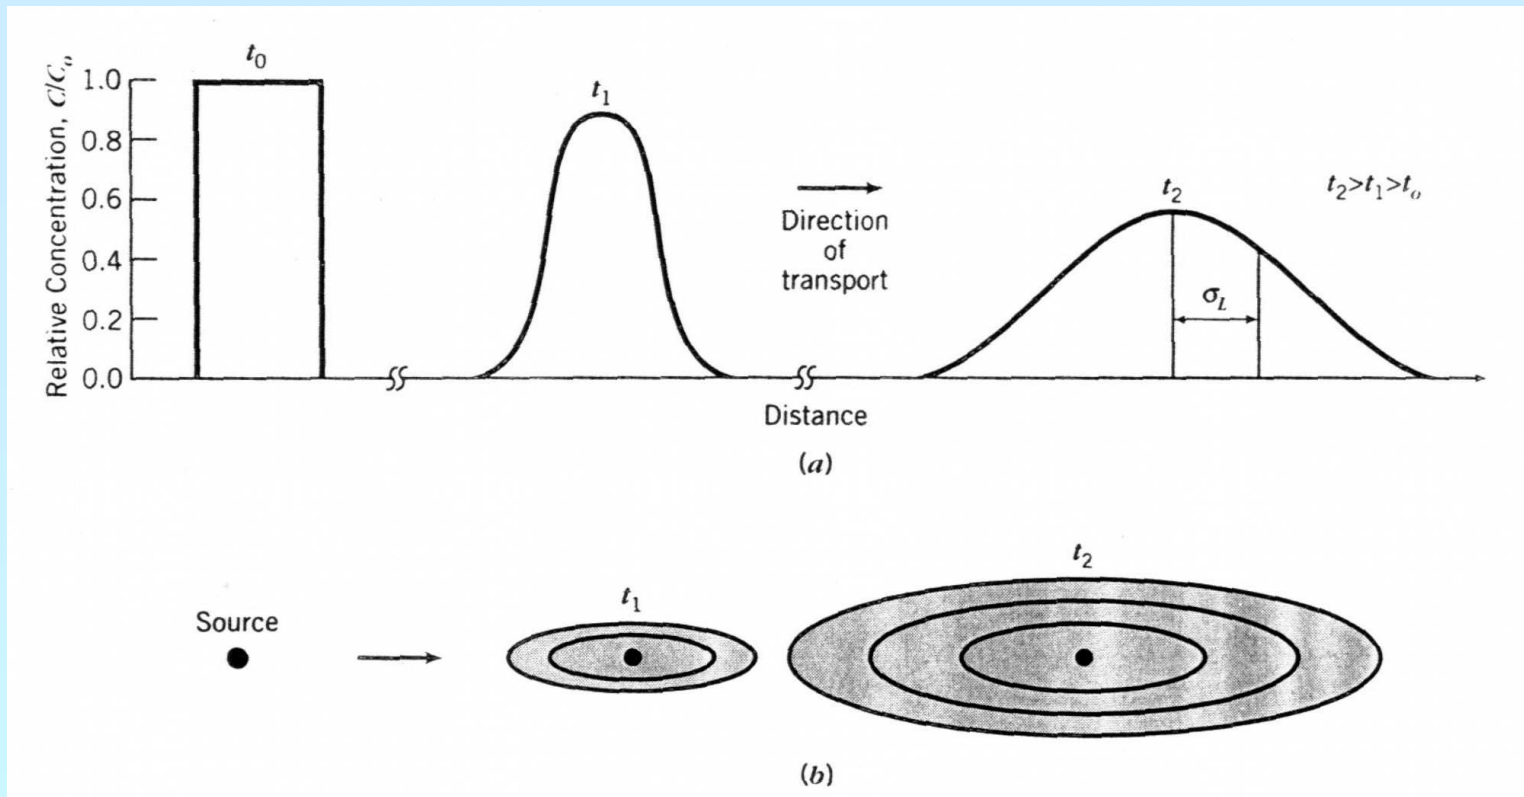 t₀
t₁
t₂
t₂>t₁>tₒ
Relative Concentration, C/Cₒ
1.0
0.8
0.6
0.4
0.2
0.0
Direction
of
transport
σ_L
Distance
(a)
Source
t₁
t₂
(b)